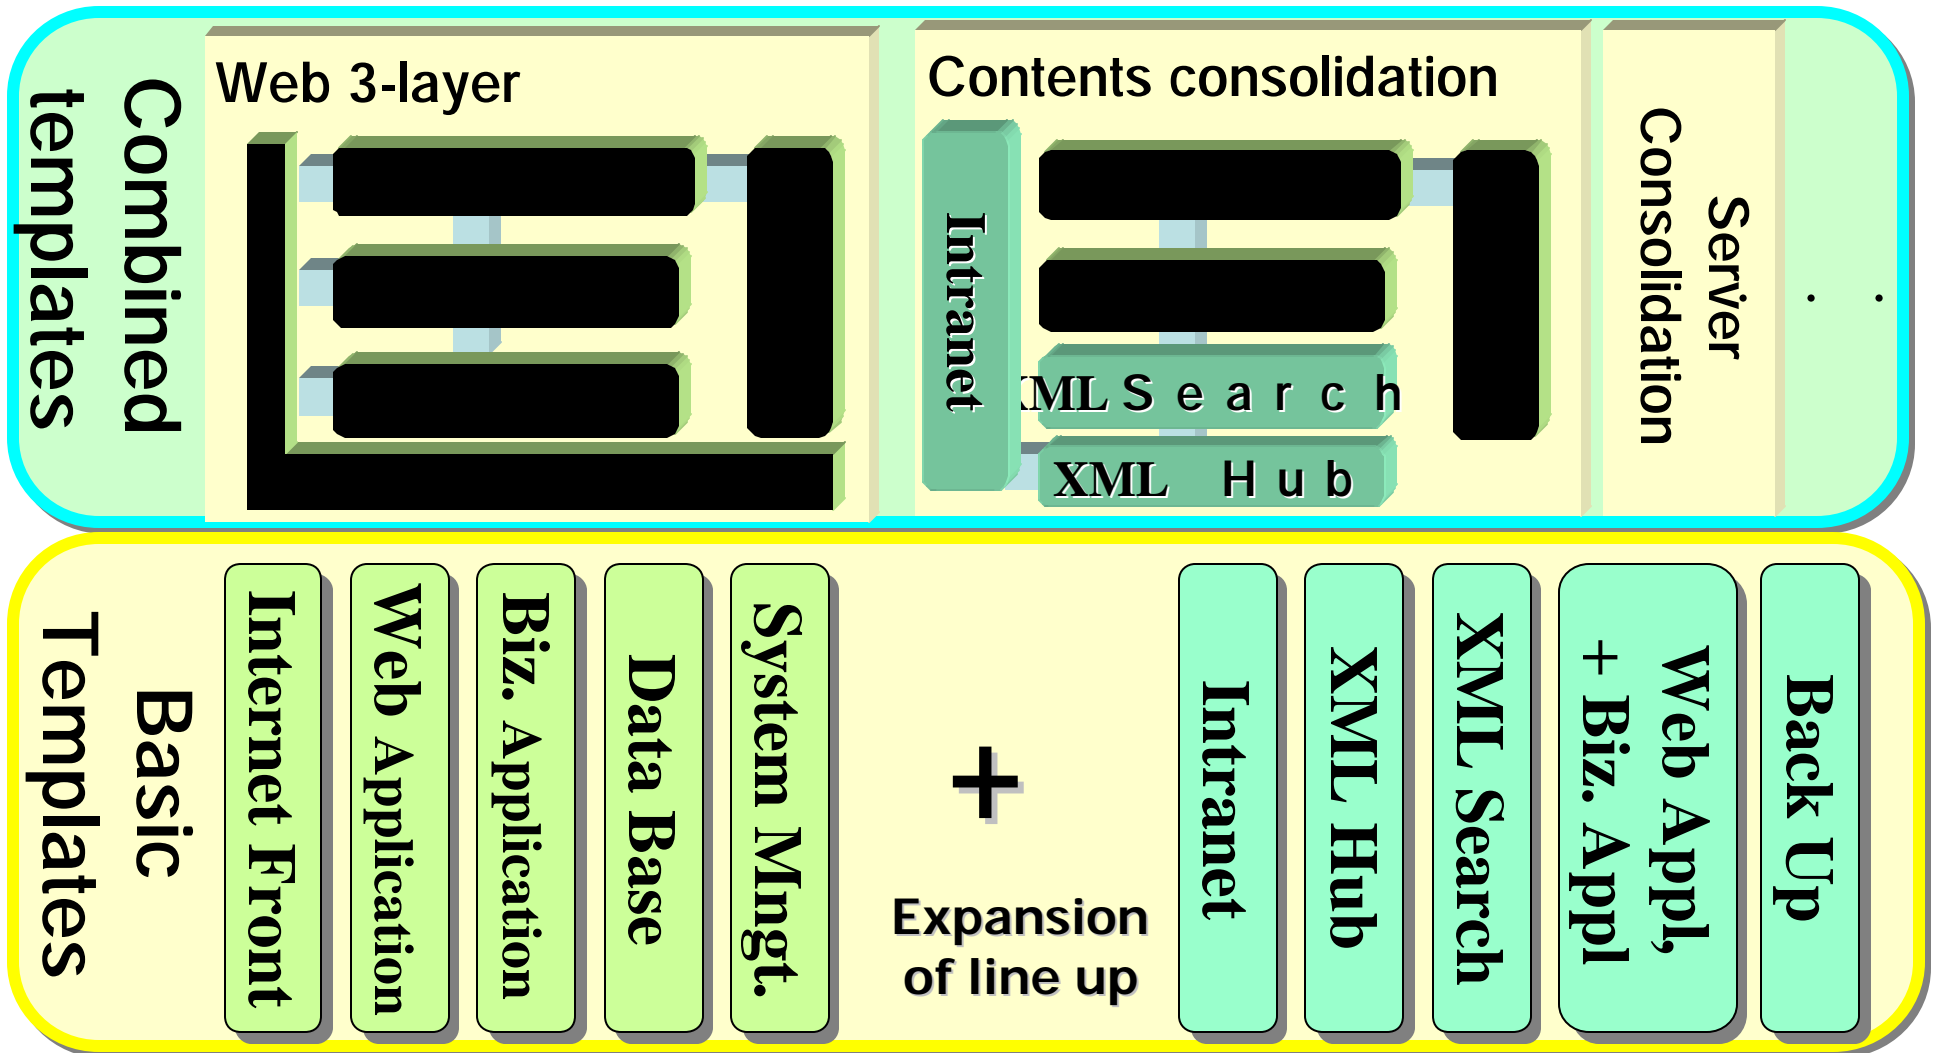 Combined
templates
Web 3-layer
Contents consolidation
Intranet
XML Search
XML Hub
Server
Consolidation
. .
Basic
Templates
Internet Front
Web Application
Biz. Application
Data Base
System Mngt.
+
Expansion
of line up
Intranet
XML Hub
XML Search
Web Appl,
+ Biz. Appl
Back Up